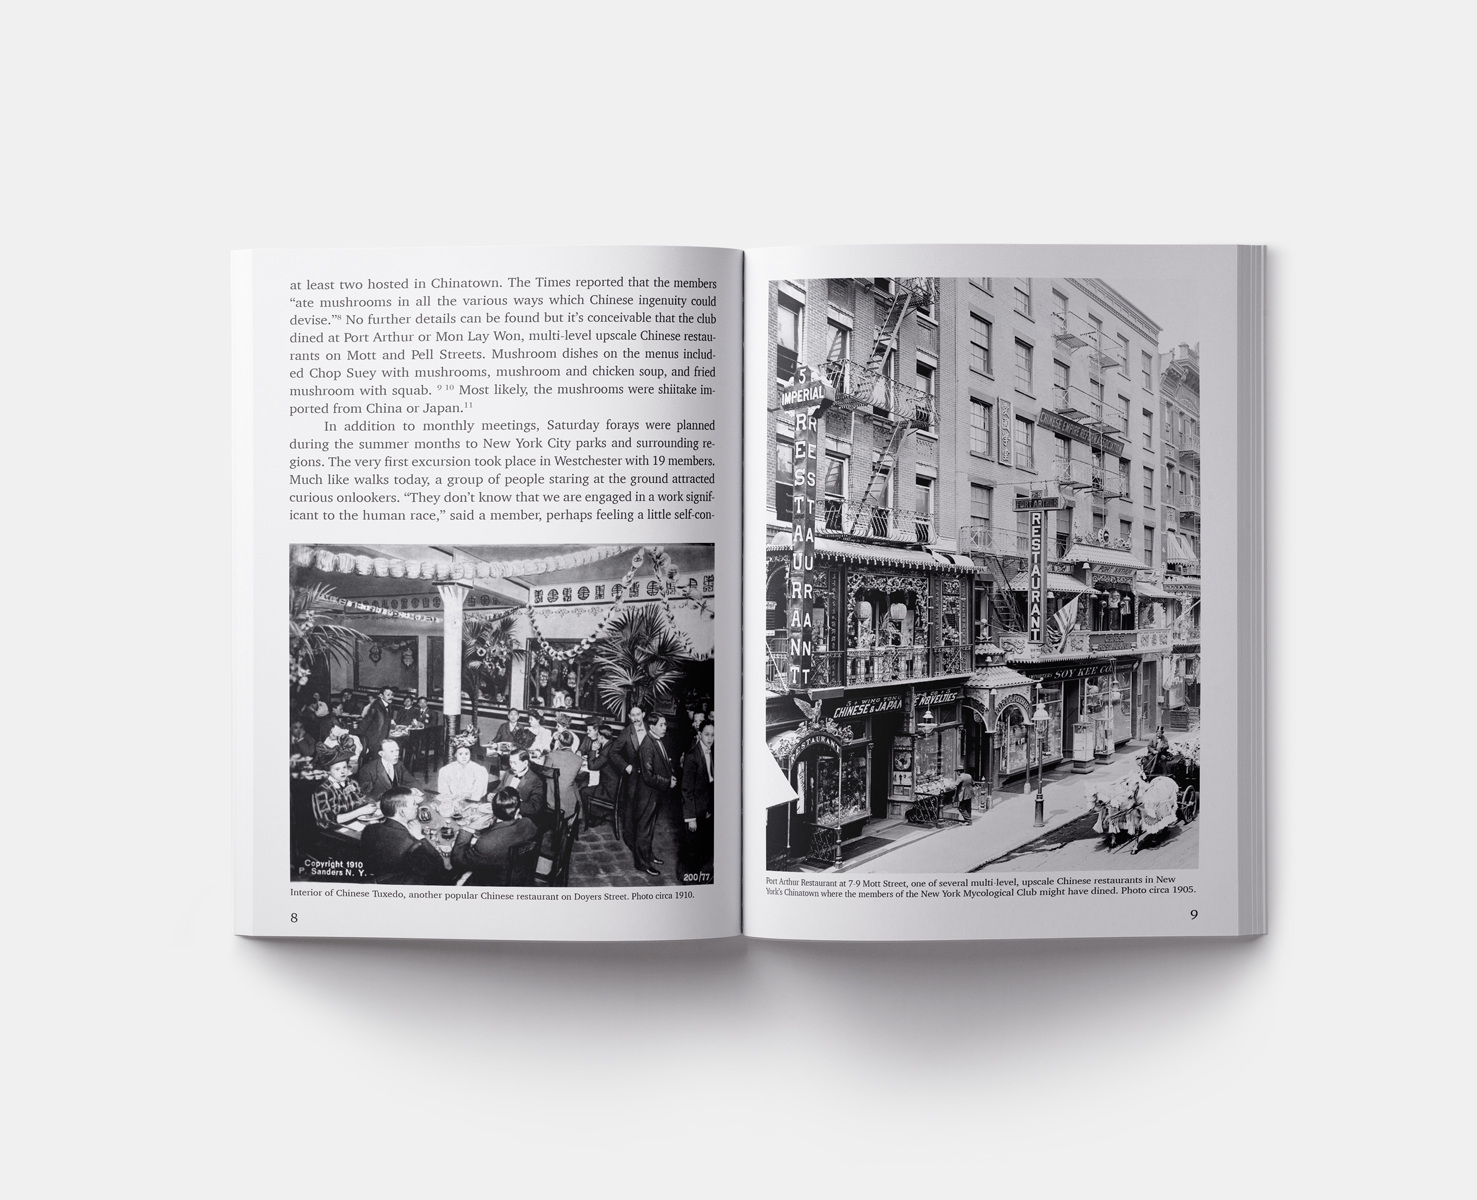 at least two hosted in Chinatown. The Times reported that the members
“ate mushrooms in all the various ways which Chinese ingenuity could
devise.”⁸ No further details can be found but it’s conceivable that the club
dined at Port Arthur or Mon Lay Won, multi-level upscale Chinese restau-
rants on Mott and Pell Streets. Mushroom dishes on the menus includ-
ed Chop Suey with mushrooms, mushroom and chicken soup, and fried
mushroom with squab. ⁹ ¹⁰ Most likely, the mushrooms were shiitake im-
ported from China or Japan.¹¹
In addition to monthly meetings, Saturday forays were planned
during the summer months to New York City parks and surrounding re-
gions. The very first excursion took place in Westchester with 19 members.
Much like walks today, a group of people staring at the ground attracted
curious onlookers. “They don’t know that we are engaged in a work signif-
icant to the human race,” said a member, perhaps feeling a little self-con-
Copyright 1910
P. Sanders N. Y.
200/77
Interior of Chinese Tuxedo, another popular Chinese restaurant on Doyers Street. Photo circa 1910.
8
5
IMPERIAL
RESTAURANT
RESTAURANT
PORT ARTHUR
RESTAURANT
SOY KEE CO.
WING TONG
CHINESE & JAPAN
NOVELTIES
RESTAURANT
Port Arthur Restaurant at 7-9 Mott Street, one of several multi-level, upscale Chinese restaurants in New
York’s Chinatown where the members of the New York Mycological Club might have dined. Photo circa 1905.
9